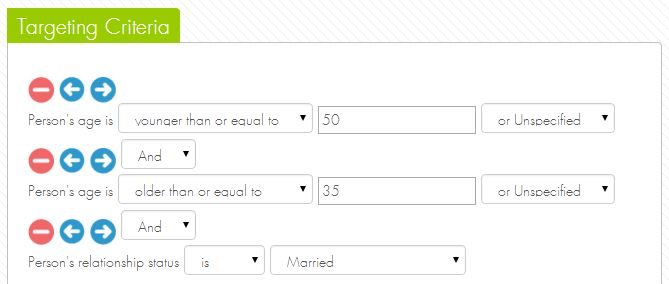 Targeting Criteria
Person's age is younger than or equal to 50 or Unspecified
And
Person's age is older than or equal to 35 or Unspecified
And
Person's relationship status is Married